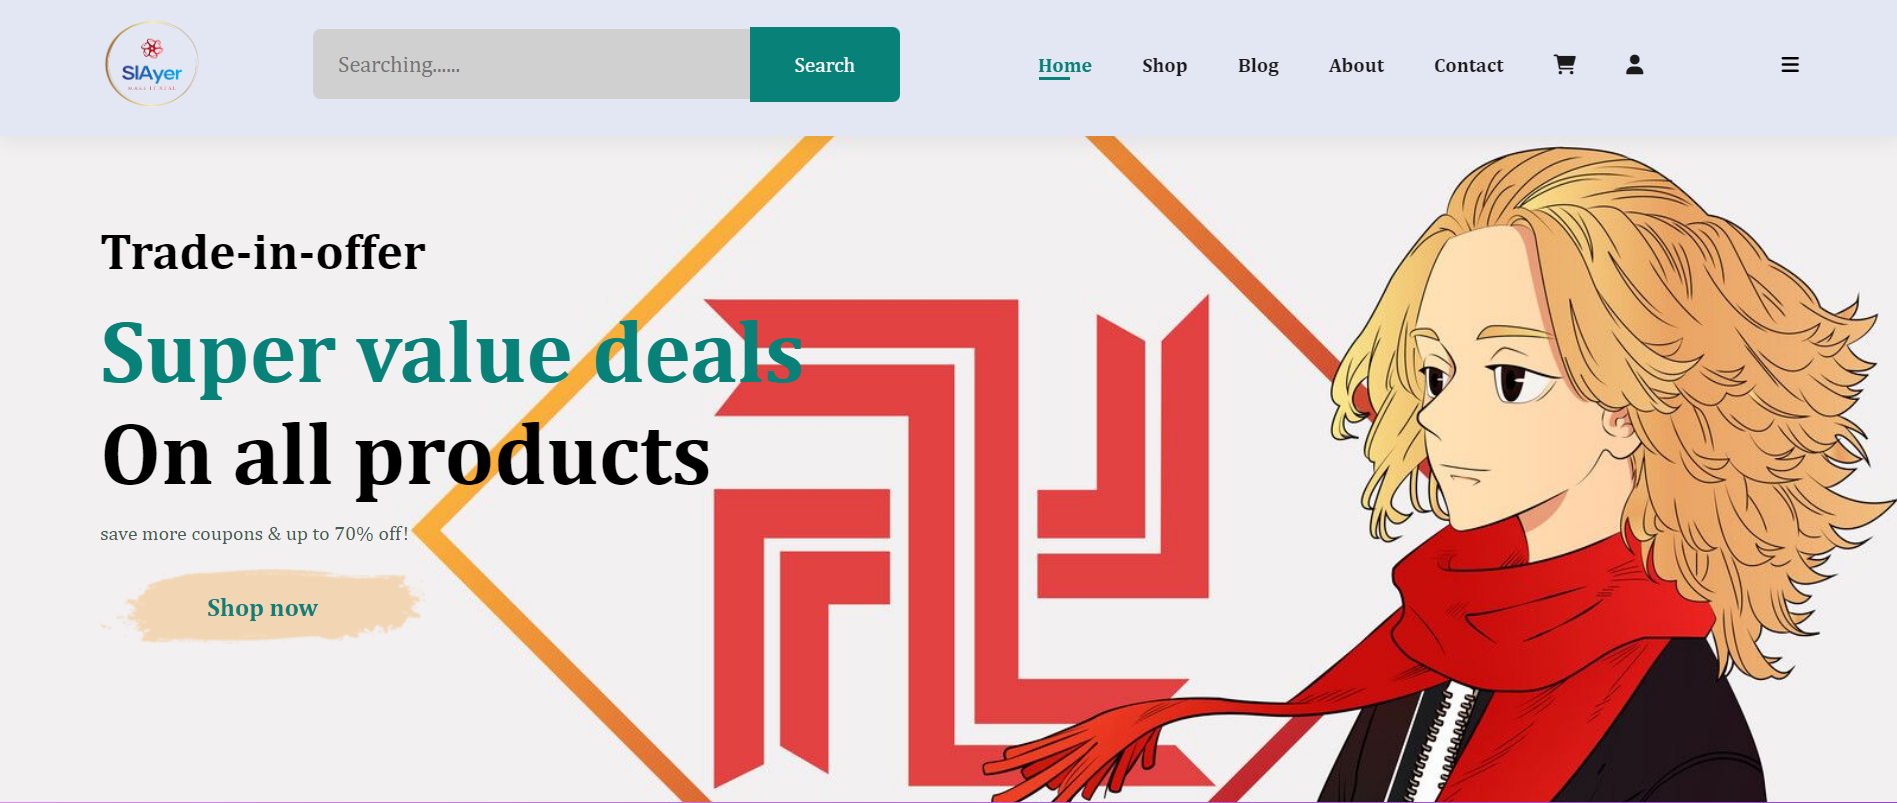 SlAyer
MAKE IT REAL
Searching......
Search
Home
Shop
Blog
About
Contact
Trade-in-offer
Super value deals
On all products
save more coupons & up to 70% off!
Shop now